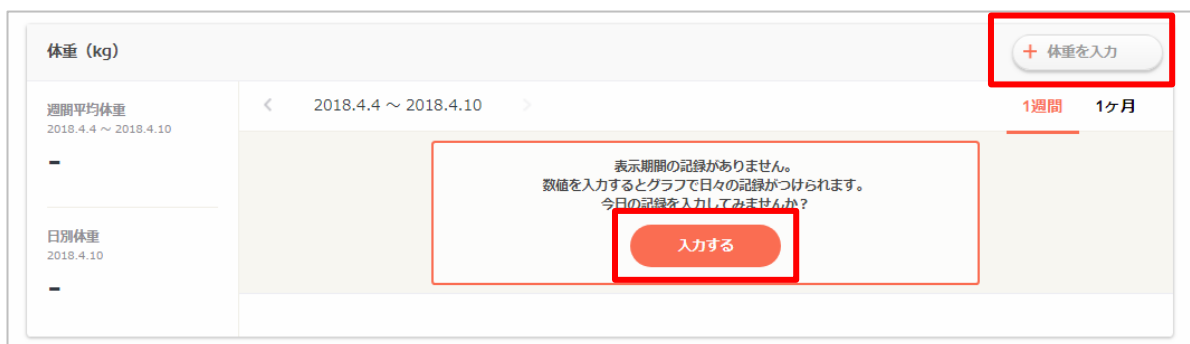 体重（kg）
＋ 体重を入力
週間平均体重
2018.4.4 ～ 2018.4.10
–
日別体重
2018.4.10
–
< 2018.4.4 ～ 2018.4.10 >
1週間 1ヶ月
表示期間の記録がありません。
数値を入力するとグラフで日々の記録がつけられます。
今日の記録を入力してみませんか？
入力する